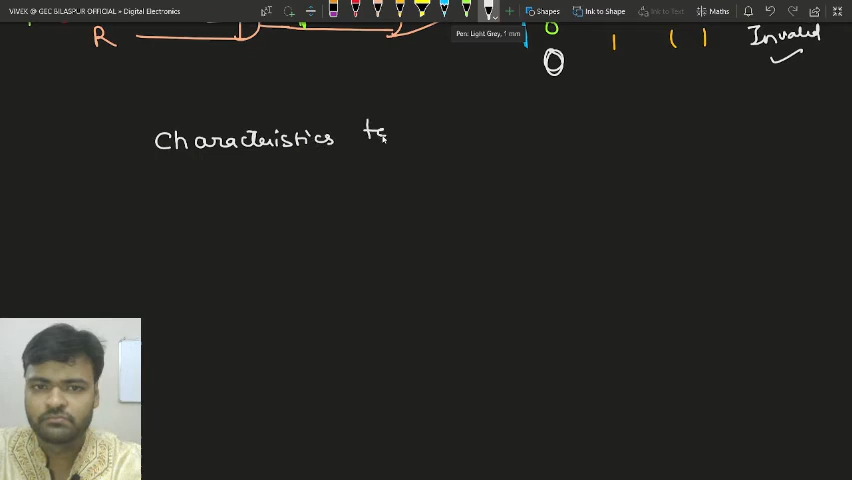 VIVEK @ GEC BILASPUR OFFICIAL » Digital Electronics
Shapes
Ink to Shape
Ink to Text
Maths
Pen: Light Grey, 1 mm
R
0
1 1 1 Invalid
0
Characteristics